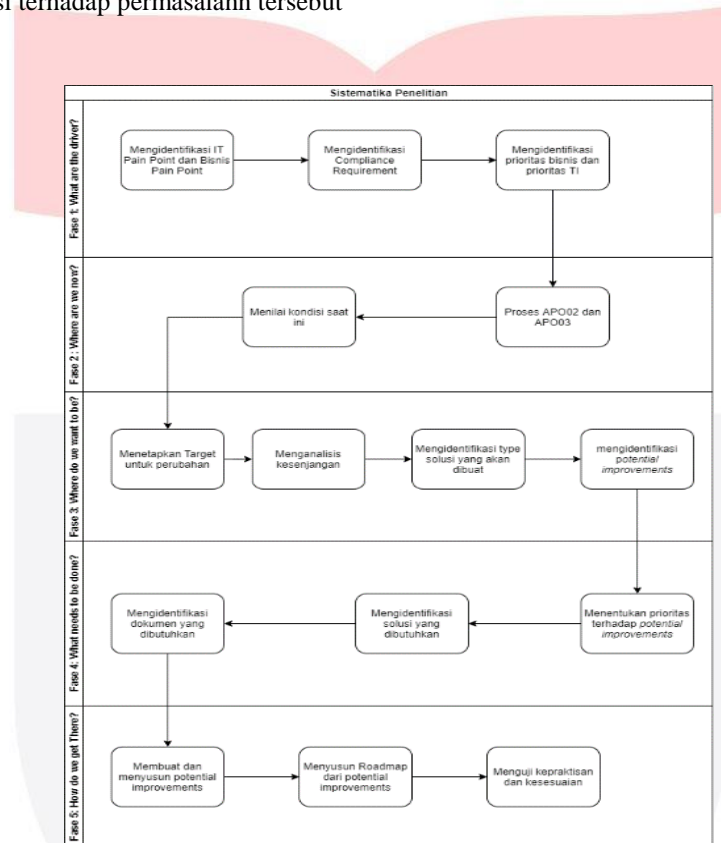 si terhadap permasalahn tersebut
Sistematika Penelitian
Fase 1: What are the driver?
Mengidentifikasi IT
Pain Point dan Bisnis
Pain Point
Mengidentifikasi
Compliance
Requirement
Mengidentifikasi
prioritas bisnis dan
prioritas TI
Fase 2 : Where are we now?
Menilai kondisi saat
ini
Proses APO02 dan
APO03
Fase 3: Where do we want to be?
Menetapkan Target
untuk perubahan
Menganalisis
kesenjangan
Mengidentifikasi type
solusi yang akan
dibuat
mengidentifikasi
potential
improvements
Fase 4: What needs to be done?
Mengidentifikasi
dokumen yang
dibutuhkan
Mengidentifikasi
solusi yang
dibutuhkan
Menentukan prioritas
terhadap potential
improvements
Fase 5: How do we get There?
Membuat dan
menyusun potential
improvements
Menyusun Roadmap
dari potential
improvements
Menguji kepraktisan
dan kesesuaian